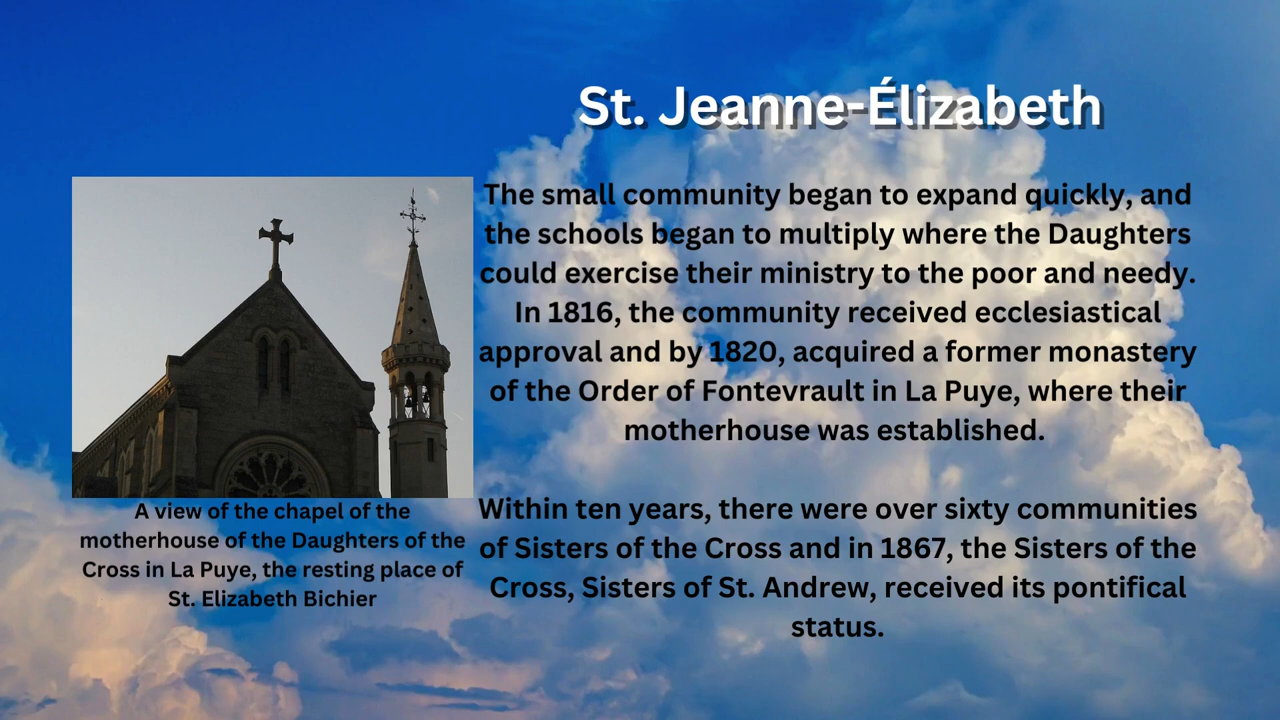 St. Jeanne-Élizabeth
The small community began to expand quickly, and
the schools began to multiply where the Daughters
could exercise their ministry to the poor and needy.
In 1816, the community received ecclesiastical
approval and by 1820, acquired a former monastery
of the Order of Fontevrault in La Puye, where their
motherhouse was established.
Within ten years, there were over sixty communities
of Sisters of the Cross and in 1867, the Sisters of the
Cross, Sisters of St. Andrew, received its pontifical
status.
A view of the chapel of the
motherhouse of the Daughters of the
Cross in La Puye, the resting place of
St. Elizabeth Bichier